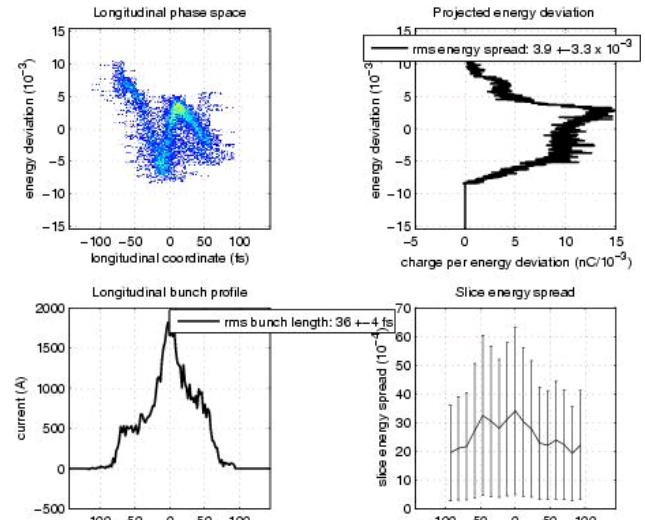 Longitudinal phase space
15
10
5
0
−5
−10
−15
energy deviation (10⁻³)
−100 −50 0 50 100
longitudinal coordinate (fs)
Projected energy deviation
rms energy spread: 3.9 +−3.3 x 10⁻³
15
5
0
−5
−10
−15
energy deviation (10⁻³
−5 0 5 10 15
charge per energy deviation (nC/10⁻³)
Longitudinal bunch profile
rms bunch length: 36 +−4 fs
2000
1500
1000
500
0
−500
current (A)
−100 −50 0 50 100
Slice energy spread
70
60
50
40
30
20
10
0
slice energy spread (10⁻⁴)
−100 −50 0 50 100